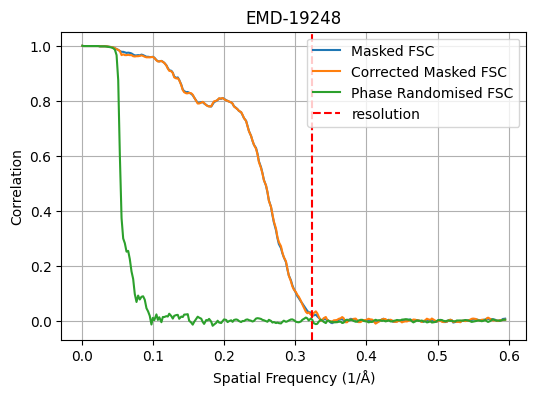 EMD-19248
Masked FSC
Corrected Masked FSC
Phase Randomised FSC
resolution
Correlation
1.0
0.8
0.6
0.4
0.2
0.0
0.0 0.1 0.2 0.3 0.4 0.5 0.6
Spatial Frequency (1/Å)